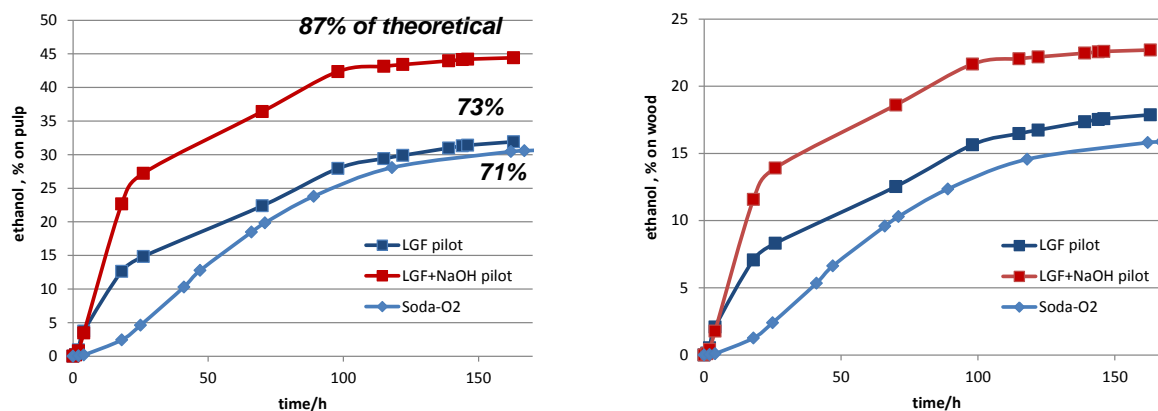 87% of theoretical
73%
71%
ethanol , % on pulp
50
45
40
35
30
25
20
15
10
5
0
LGF pilot
LGF+NaOH pilot
Soda-O2
0
50
100
150
time/h
ethanol , % on wood
25
20
15
10
5
0
LGF pilot
LGF+NaOH pilot
Soda-O2
0
50
100
150
time/h